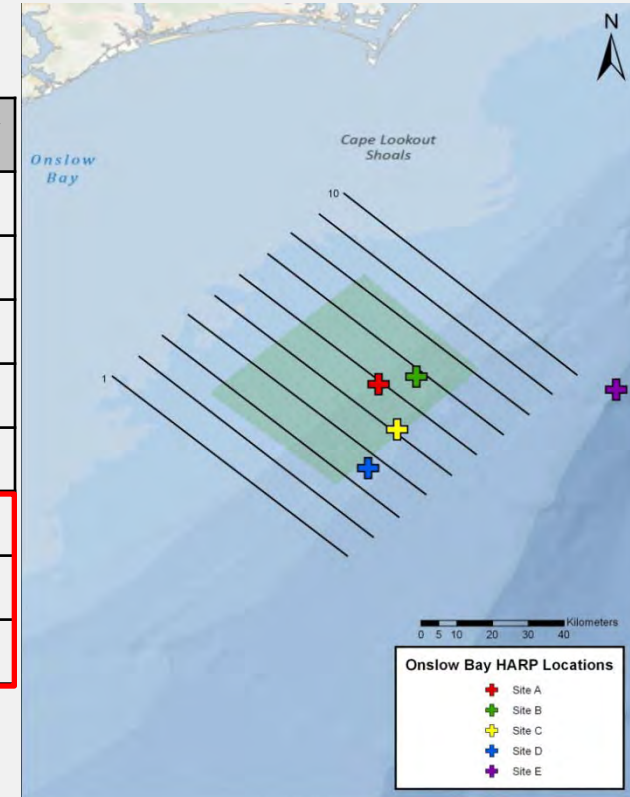 N
Cape Lookout
Shoals
Onslow
Bay
10
1
Kilometers
0 5 10 20 30 40
Onslow Bay HARP Locations
Site A
Site B
Site C
Site D
Site E